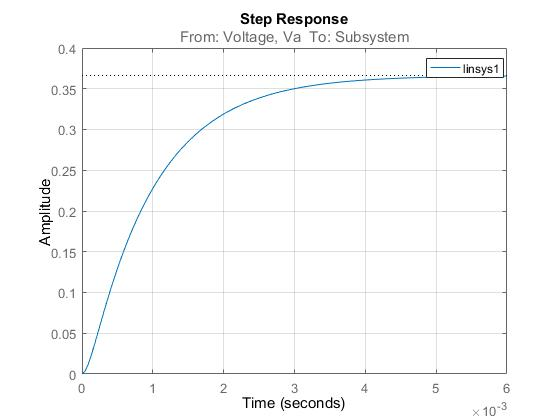 Step Response
From: Voltage, Va To: Subsystem
0.4
linsys1
0.35
0.3
0.25
0.2
0.15
0.1
0.05
0
Amplitude
0 1 2 3 4 5 6
Time (seconds)
×10-3